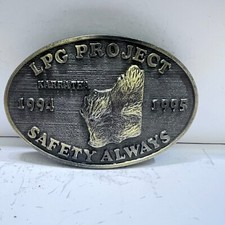 LPG PROJECT
KARRATHA
1994 1995
SAFETY ALWAYS